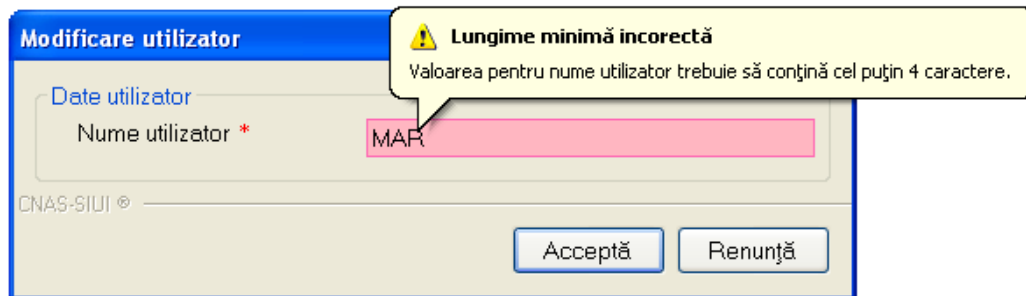 Modificare utilizator
Lungime minimă incorectă
Valoarea pentru nume utilizator trebuie să conţină cel puţin 4 caractere.
Date utilizator
Nume utilizator * MAR
CNAS-SIUI ®
Acceptă Renunţă